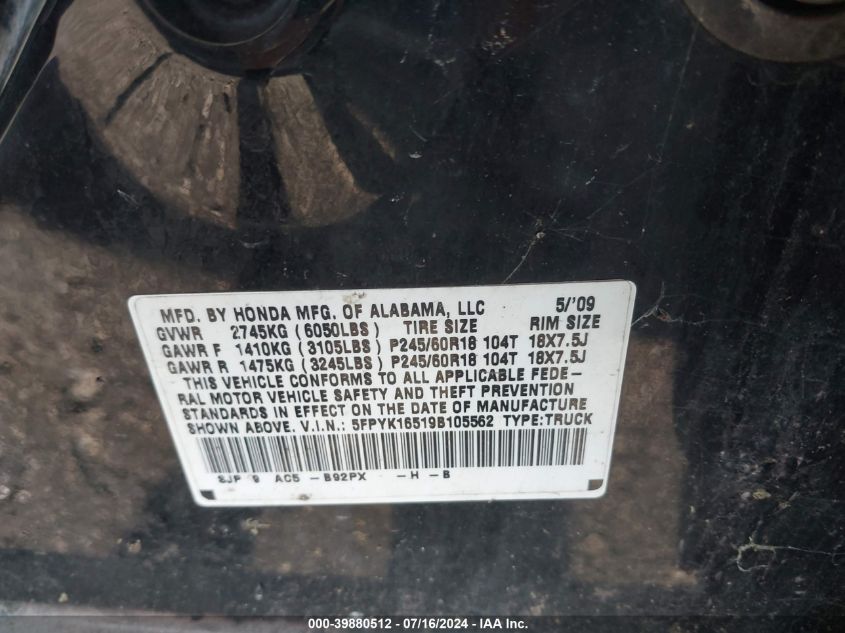 MFD. BY HONDA MFG. OF ALABAMA, LLC 5/'09
GVWR 2745KG (6050LBS) TIRE SIZE RIM SIZE
GAWR F 1410KG (3105LBS) P245/60R18 104T 18X7.5J
GAWR R 1475KG (3245LBS) P245/60R18 104T 18X7.5J
THIS VEHICLE CONFORMS TO ALL APPLICABLE FEDE-
RAL MOTOR VEHICLE SAFETY AND THEFT PREVENTION
STANDARDS IN EFFECT ON THE DATE OF MANUFACTURE
SHOWN ABOVE. V.I.N.: 5FPYK16519B105562 TYPE:TRUCK
SJP 9 AC5 -B92PX -H -B
000-39880512 - 07/16/2024 - IAA Inc.